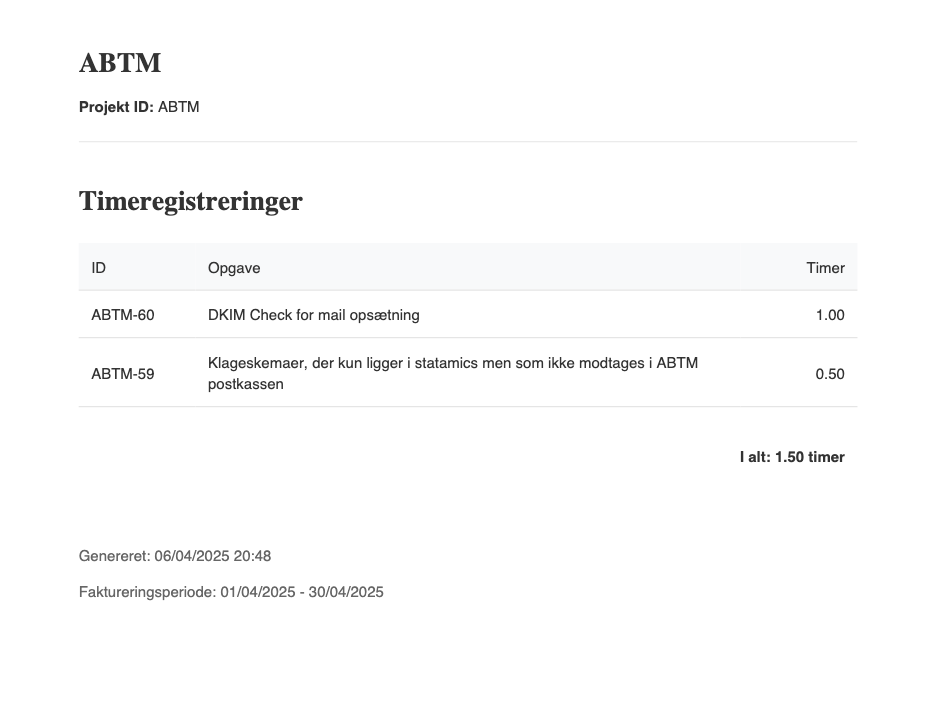 ABTM
Projekt ID: ABTM
Timeregistreringer
ID Opgave Timer
ABTM-60 DKIM Check for mail opsætning 1.00
ABTM-59 Klageskemaer, der kun ligger i statamics men som ikke modtages i ABTM
postkassen 0.50
I alt: 1.50 timer
Genereret: 06/04/2025 20:48
Faktureringsperiode: 01/04/2025 - 30/04/2025